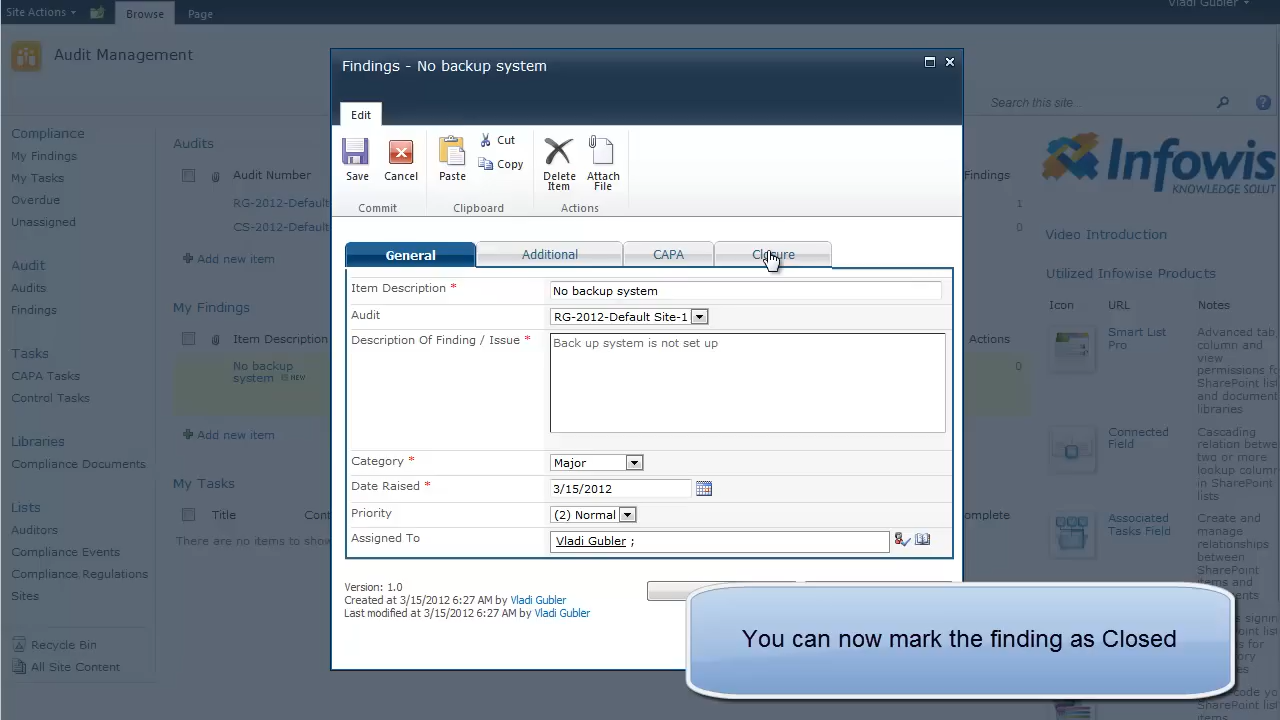 Site Actions
Browse
Page
Vladi Gubler
Audit Management
Search this site...
Compliance
My Findings
My Tasks
Overdue
Unassigned
Audit
Audits
Findings
Tasks
CAPA Tasks
Control Tasks
Libraries
Compliance Documents
Lists
Auditors
Compliance Events
Compliance Regulations
Sites
Recycle Bin
All Site Content
Audits
Audit Number
Findings
RG-2012-Default
1
CS-2012-Defaul
0
Add new item
My Findings
Item Description
Actions
No backup
system NEW
0
Add new item
My Tasks
Title
Cont
omplete
There are no items to show
Findings - No backup system
Edit
Save
Cancel
Commit
Paste
Cut
Copy
Clipboard
Delete
Item
Attach
File
Actions
General
Additional
CAPA
Closure
Item Description *
No backup system
Audit
RG-2012-Default Site-1
Description Of Finding / Issue *
Back up system is not set up
Category *
Major
Date Raised *
3/15/2012
Priority
(2) Normal
Assigned To
Vladi Gubler ;
Version: 1.0
Created at 3/15/2012 6:27 AM by Vladi Gubler
Last modified at 3/15/2012 6:27 AM by Vladi Gubler
You can now mark the finding as Closed
Infowis
KNOWLEDGE SOLUT
Video Introduction
Utilized Infowise Products
Icon
URL
Notes
Smart List
Pro
Advanced tab
column and
view
permissions fo
SharePoint list
and document
libraries
Connected
Field
Cascading
relation betwe
two or more
lookup column
in SharePoint
lists
Associated
Tasks Field
Create and
manage
relationships
between
SharePoint
items and